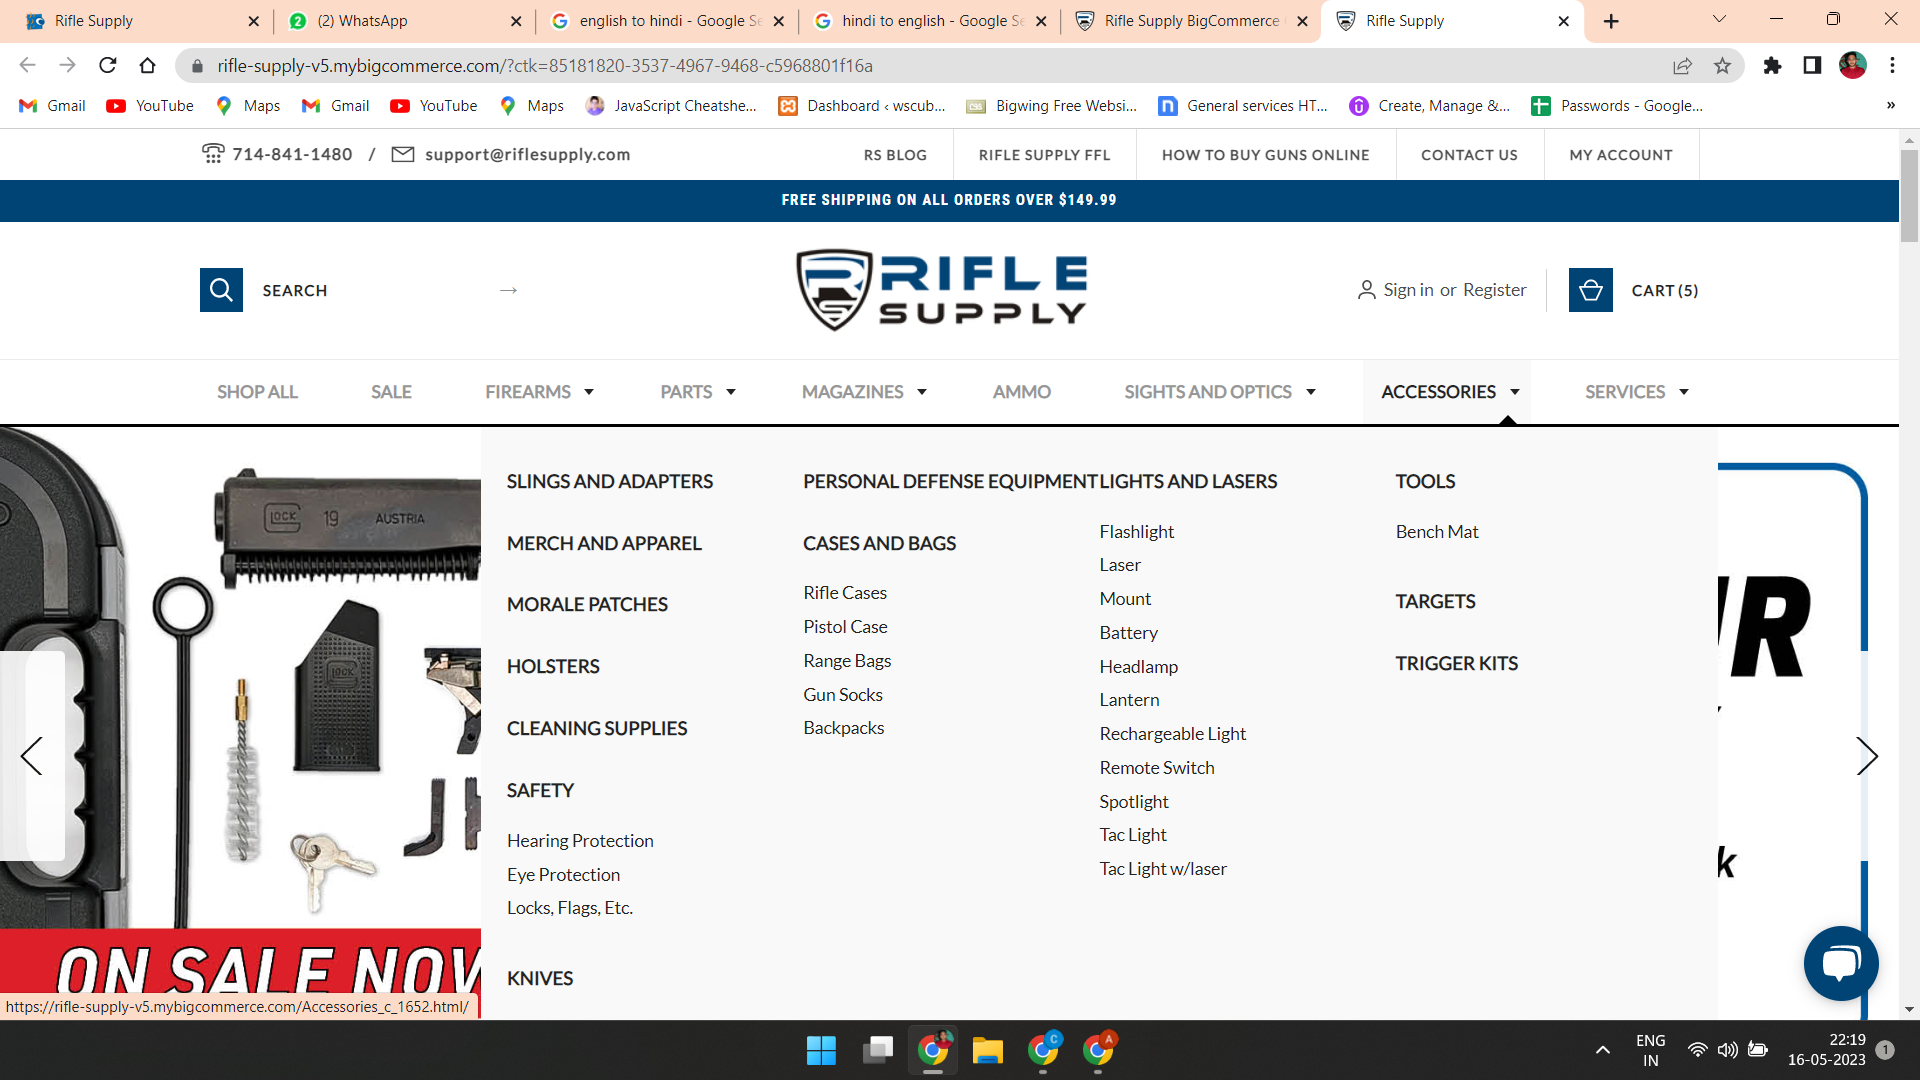 Rifle Supply
(2) WhatsApp
english to hindi - Google Se
hindi to english - Google Se
Rifle Supply BigCommerce
Rifle Supply
rifle-supply-v5.mybigcommerce.com/?ctk=85181820-3537-4967-9468-c5968801f16a
Gmail YouTube Maps Gmail YouTube Maps JavaScript Cheatshe... Dashboard ‹ wscub... Bigwing Free Websi... General services HT... Create, Manage &... Passwords - Google... »
714-841-1480 / support@riflesupply.com
RS BLOG RIFLE SUPPLY FFL HOW TO BUY GUNS ONLINE CONTACT US MY ACCOUNT
FREE SHIPPING ON ALL ORDERS OVER $149.99
SEARCH →
RIFLE
SUPPLY
Sign in or Register
CART (5)
SHOP ALL SALE FIREARMS PARTS MAGAZINES AMMO SIGHTS AND OPTICS ACCESSORIES SERVICES
SLINGS AND ADAPTERS
MERCH AND APPAREL
MORALE PATCHES
HOLSTERS
CLEANING SUPPLIES
SAFETY
Hearing Protection
Eye Protection
Locks, Flags, Etc.
KNIVES
PERSONAL DEFENSE EQUIPMENT
CASES AND BAGS
Rifle Cases
Pistol Case
Range Bags
Gun Socks
Backpacks
LIGHTS AND LASERS
Flashlight
Laser
Mount
Battery
Headlamp
Lantern
Rechargeable Light
Remote Switch
Spotlight
Tac Light
Tac Light w/laser
TOOLS
Bench Mat
TARGETS
TRIGGER KITS
GLOCK 19 AUSTRIA
GLOCK
R
k
ON SALE NOW
https://rifle-supply-v5.mybigcommerce.com/Accessories_c_1652.html/
C
A
ENG
IN
22:19
16-05-2023
1